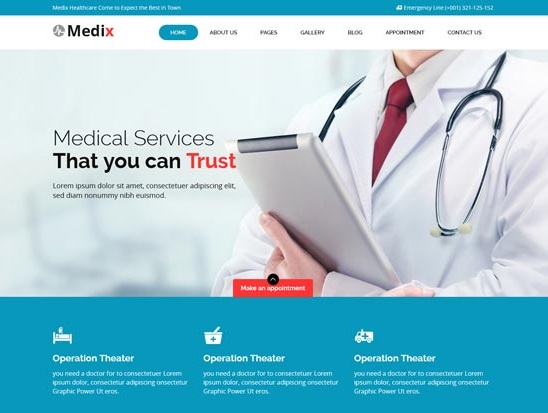 Medix Healthcare Come to Expect the Best in Town
Emergency Line (+001) 321-125-152
Medix
HOME
ABOUT US
PAGES
GALLERY
BLOG
APPOINTMENT
CONTACT US
Medical Services
That you can Trust
Lorem ipsum dolor sit amet, consectetuer adipiscing elit,
sed diam nonummy nibh euismod.
Make an appointment
Operation Theater
you need a doctor for to consectetuer Lorem
ipsum dolor, consectetur adipiscing onsectetur
Graphic Power Ut eros.
Operation Theater
you need a doctor for to consectetuer Lorem
ipsum dolor, consectetur adipiscing onsectetur
Graphic Power Ut eros.
Operation Theater
you need a doctor for to consectetuer Lorem
ipsum dolor, consectetur adipiscing onsectetur
Graphic Power Ut eros.